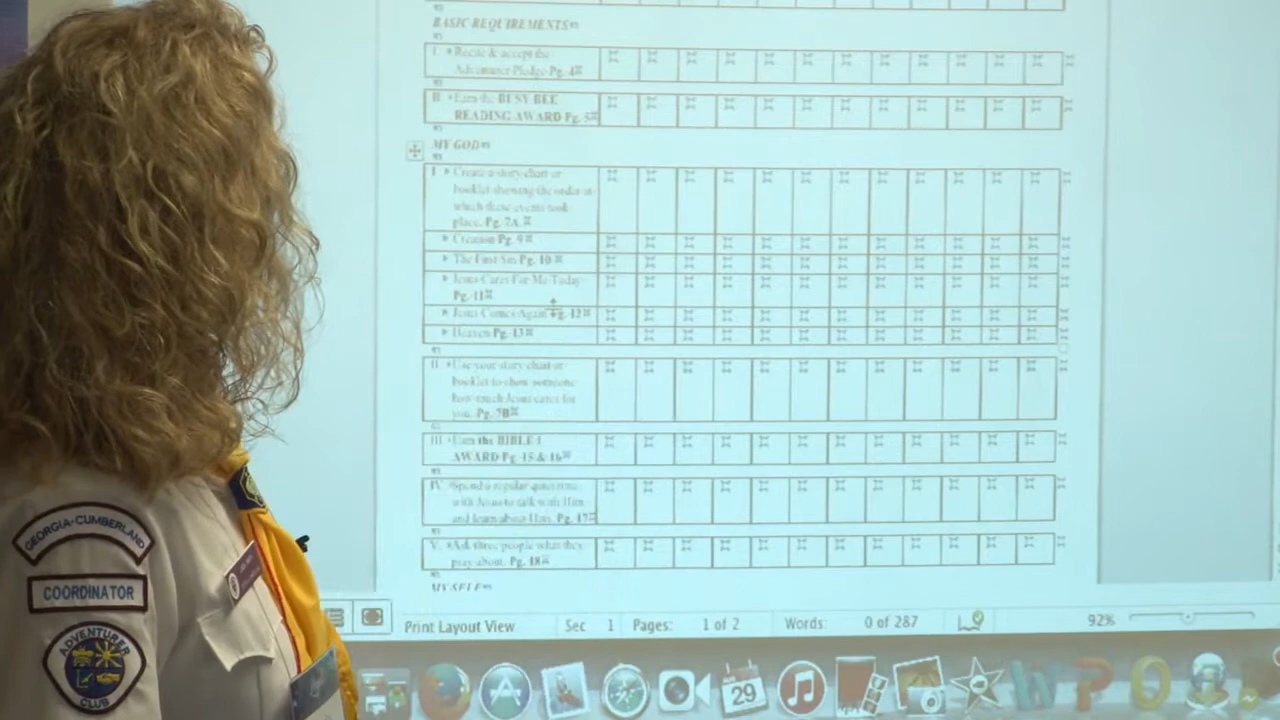 BASIC REQUIREMENTS
I. Recite & accept the
Adventurer Pledge Pg. 4
II. Earn the BUSY BEE
READING AWARD Pg. 5
MY GOD
I. Create a story chart or
booklet showing the order in
which these events took
place. Pg. 7A.
Creation Pg. 9
The First Sin Pg. 10
Jesus Cares For Me Today
Pg. 11
Jesus Comes Again Pg. 12
Heaven Pg. 13
II. Use your story chart or
booklet to show someone
how much Jesus cares for
you. Pg. 7B
III. Earn the BIBLE I
AWARD Pg. 15 & 16
IV. Spend a regular quiet time
with Jesus to talk with Him
and learn about Him. Pg. 17
V. Ask three people what they
pray about. Pg. 18
MY SELF
Print Layout View Sec 1 Pages: 1 of 2 Words: 0 of 287 92%
29
GEORGIA-CUMBERLAND
COORDINATOR
ADVENTURER
CLUB